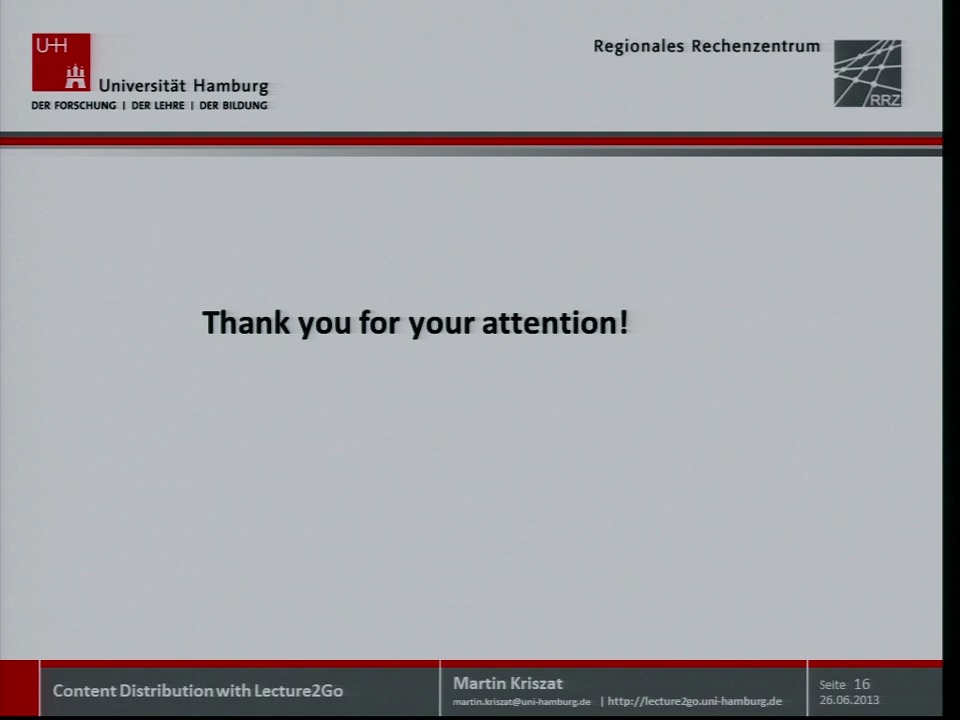 UHH
Universität Hamburg
DER FORSCHUNG | DER LEHRE | DER BILDUNG
Regionales Rechenzentrum
RRZ
Thank you for your attention!
Content Distribution with Lecture2Go
Martin Kriszat
martin.kriszat@uni-hamburg.de | http://lecture2go.uni-hamburg.de
Seite 16
26.06.2013